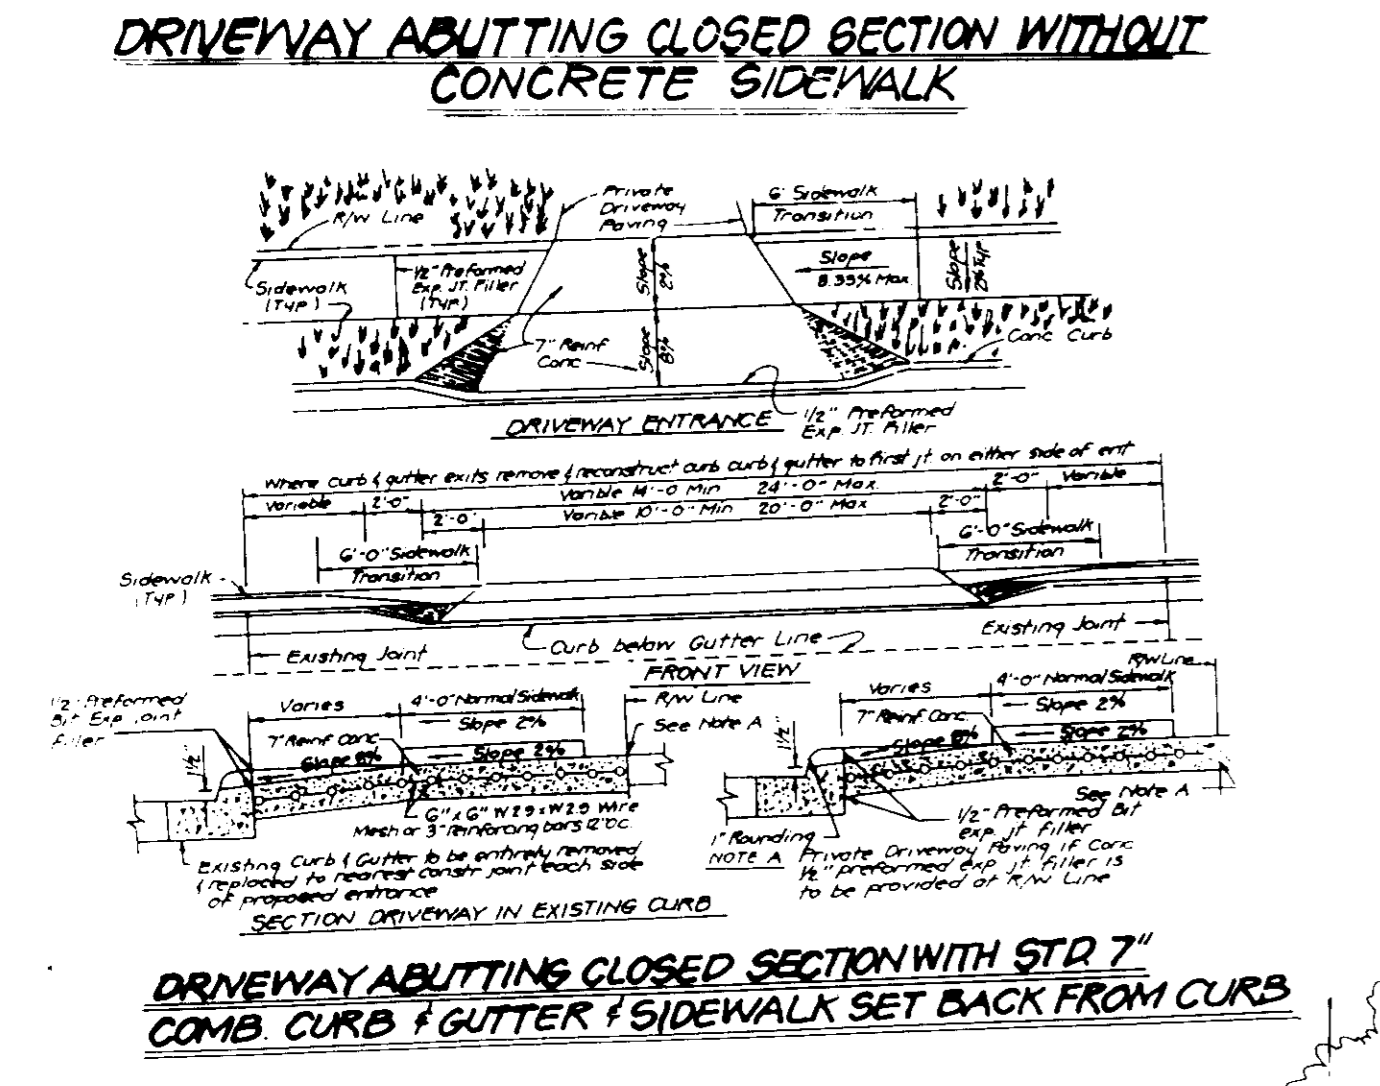 DRIVEWAY ABUTTING CLOSED SECTION WITHOUT
CONCRETE SIDEWALK
Private
Driveway
Paving
6' Sidewalk
Transition
R/W Line
Sidewalk
(Typ)
1/2" Preformed
Exp. JT. Filler
(Typ)
Slope
2%
Slope
8.33% Max.
Slope
2% Typ
7" Reinf
Conc
Slope
8%
Conc Curb
DRIVEWAY ENTRANCE
1/2" Preformed
Exp. JT. Filler
Where curb & gutter exits remove & reconstruct curb curb & gutter to first jt. on either side of ent
Variable
2'-0"
Varible 14'-0 Min 24'-0" Max.
2'-0"
Variable
2'-0"
Varible 10'-0" Min 20'-0" Max
2'-0"
6'-0" Sidewalk
Transition
6'-0" Sidewalk
Transition
Sidewalk
(Typ)
Existing Joint
Curb below Gutter Line
Existing Joint
FRONT VIEW
R/W Line
1/2" Preformed
Bit Exp Joint
Filler
Varies
4'-0" Normal Sidewalk
Slope 2%
R/W Line
See Note A
7" Reinf Conc
Slope 8%
Slope 2%
1 1/2"
6" x 6" W2.9 x W2.9 Wire
Mesh or 3" reinforcing bars 12" O.C.
Existing Curb & Gutter to be entirely removed
& replaced to nearest constr joint each side
of proposed entrance
SECTION DRIVEWAY IN EXISTING CURB
Varies
4'-0" Normal Sidewalk
Slope 2%
7" Reinf Conc.
Slope 8%
Slope 2%
1 1/2"
See Note A
1/2" Preformed Bit
exp. jt filler
1" Rounding
NOTE A Private Driveway Paving if Conc
1/2" preformed exp jt. filler is
to be provided at R/W Line
DRIVEWAY ABUTTING CLOSED SECTION WITH STD. 7"
COMB. CURB & GUTTER & SIDEWALK SET BACK FROM CURB